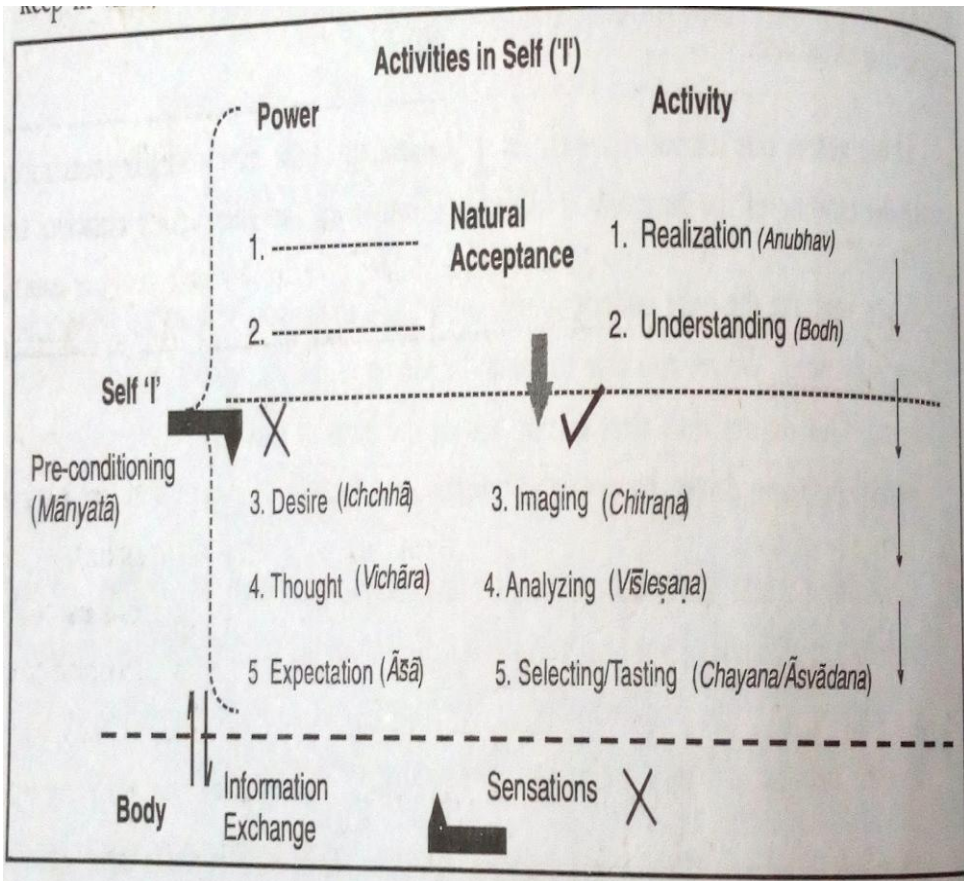 Activities in Self ('I')
Power
Activity
1.
Natural
Acceptance
1. Realization (Anubhav)
2.
2. Understanding (Bodh)
Self 'I'
Pre-conditioning
(Mānyatā)
3. Desire (Ichchhā)
3. Imaging (Chitraṇa)
4. Thought (Vichāra)
4. Analyzing (Viśleṣaṇa)
5 Expectation (Āśā)
5. Selecting/Tasting (Chayana/Āsvādana)
Body
Information
Exchange
Sensations